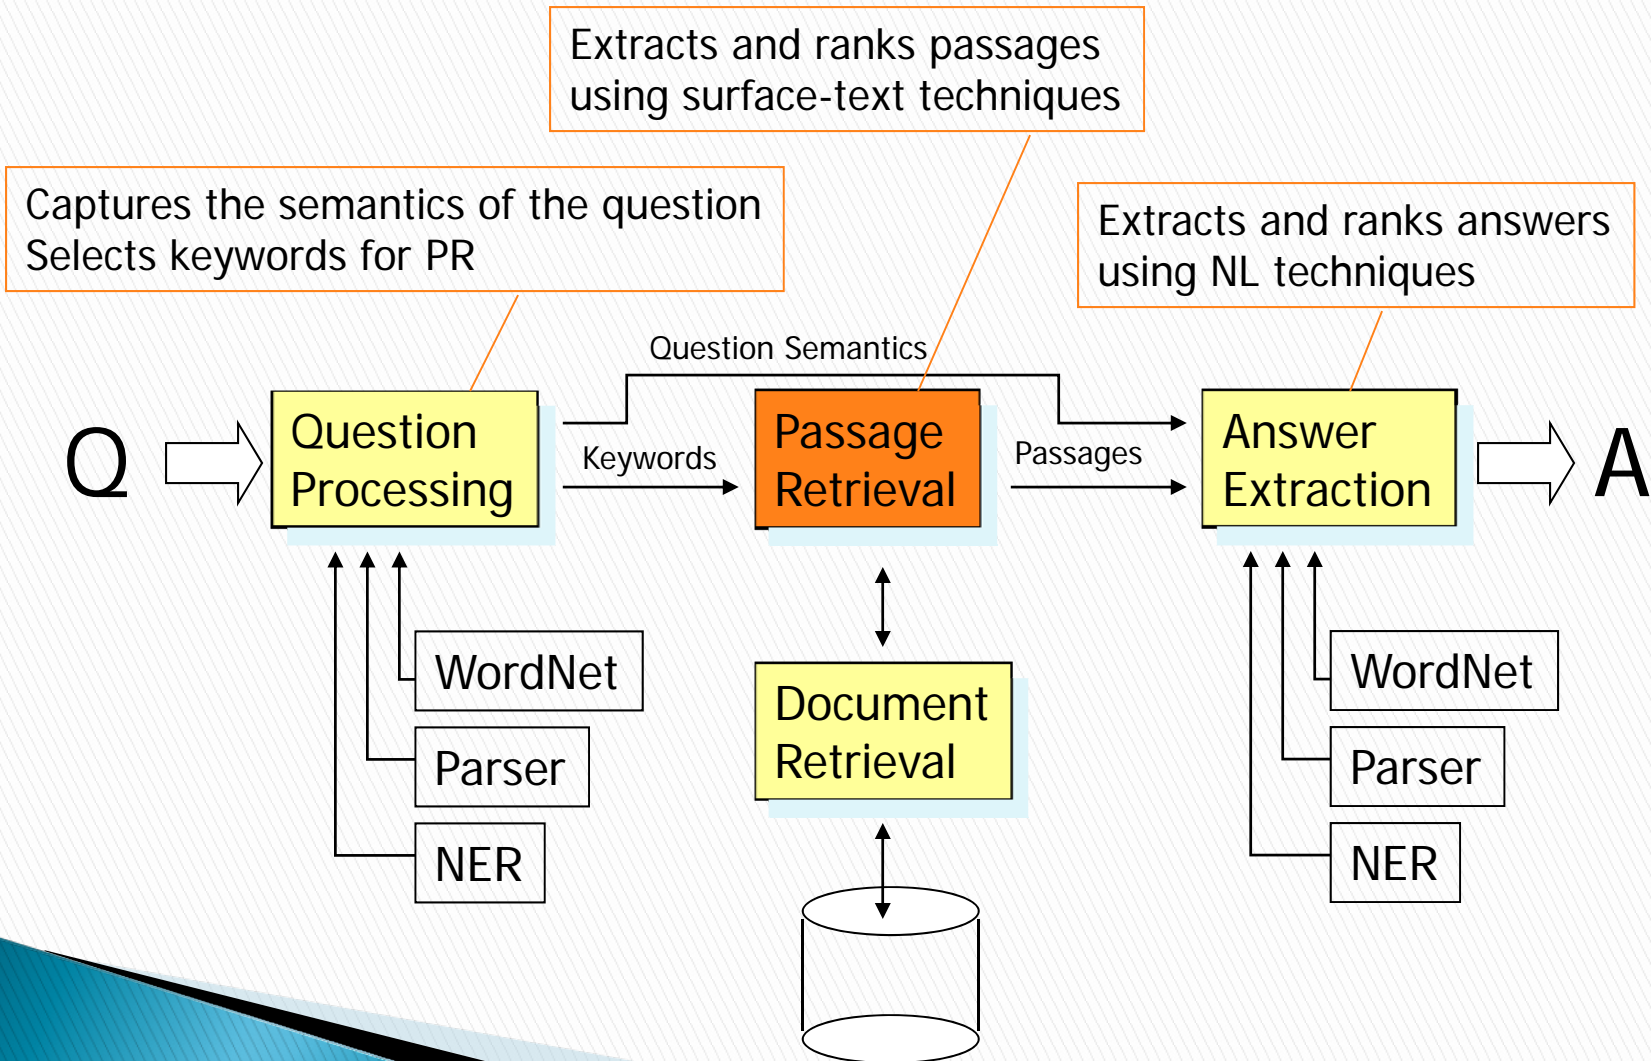 Extracts and ranks passages
using surface-text techniques
Captures the semantics of the question
Selects keywords for PR
Extracts and ranks answers
using NL techniques
Question Semantics
Q
Question
Processing
Keywords
Passage
Retrieval
Passages
Answer
Extraction
A
WordNet
Parser
NER
Document
Retrieval
WordNet
Parser
NER